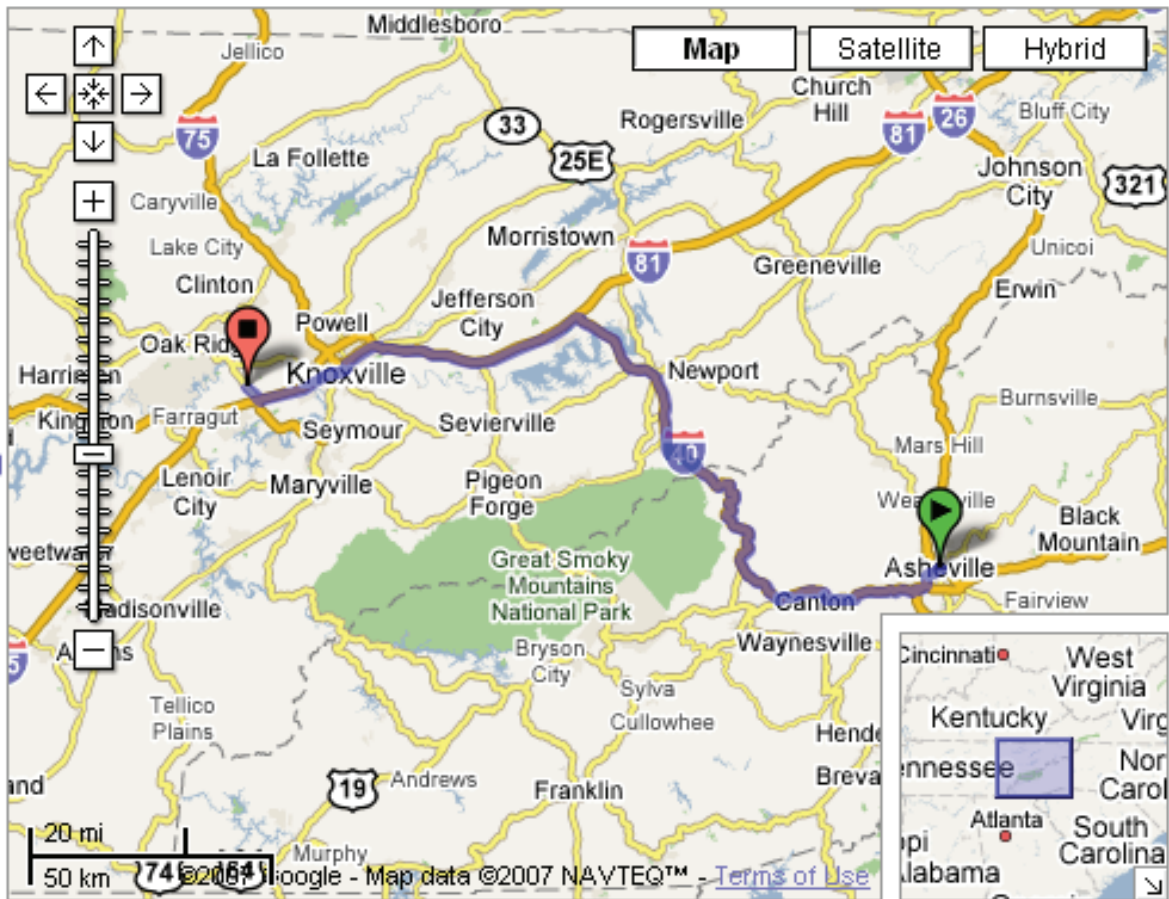 Middlesboro
Jellico
Map
Satellite
Hybrid
75
33
25E
Church
Hill
81
26
Bluff City
Rogersville
La Follette
Johnson
City
321
Caryville
Lake City
Morristown
81
Greeneville
Unicoi
Clinton
Jefferson
City
Erwin
Powell
Oak
Knoxville
Newport
Farragut
Seymour
Sevierville
Burnsville
40
Mars Hill
Lenoir
City
Maryville
Pigeon
Forge
Black
Mountain
Great Smoky
Mountains
National Park
Asheville
Canton
Fairview
Waynesville
Bryson
City
Sylva
Cullowhee
Tellico
Plains
19
Andrews
Franklin
Murphy
20 mi
50 km
74
64
©2007 Google - Map data ©2007 NAVTEQ™ - Terms of Use
Cincinnati
West
Virginia
Kentucky
Atlanta
South
Carolina